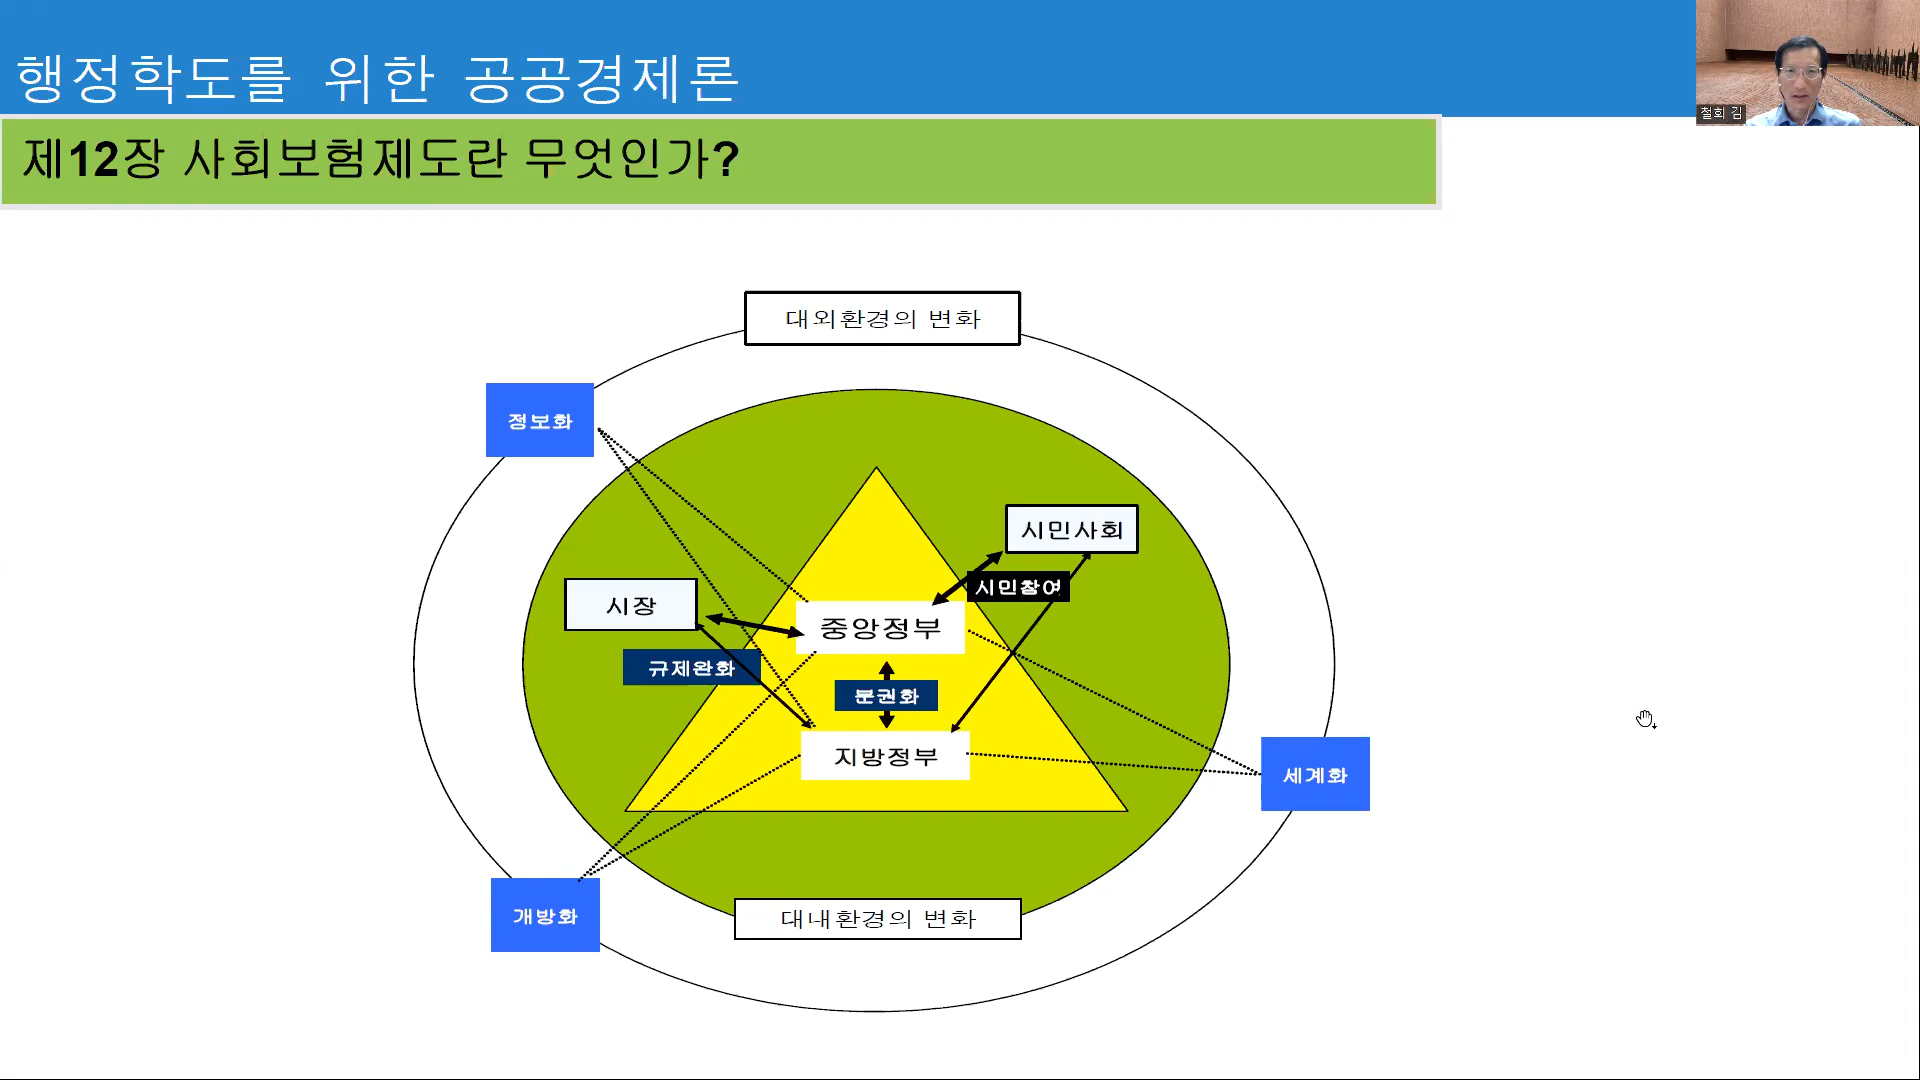 행정학도를 위한 공공경제론
철희 김
제12장 사회보험제도란 무엇인가?
대외환경의 변화
정보화
시민사회
시민참여
시장
중앙정부
규제완화
분권화
지방정부
세계화
개방화
대내환경의 변화